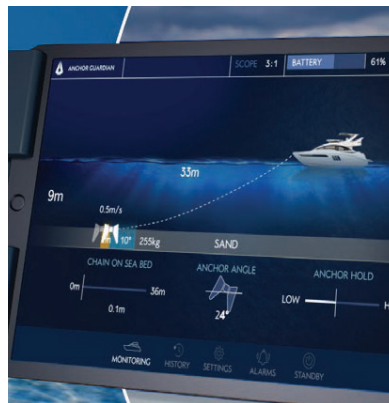 ANCHOR GUARDIAN
SCOPE 3:1
BATTERY 61%
33m
9m
0.5m/s
10° 255kg SAND
CHAIN ON SEA BED
0m 36m
0.1m
ANCHOR ANGLE
24°
ANCHOR HOLD
LOW
MONITORING HISTORY SETTINGS ALARMS STANDBY